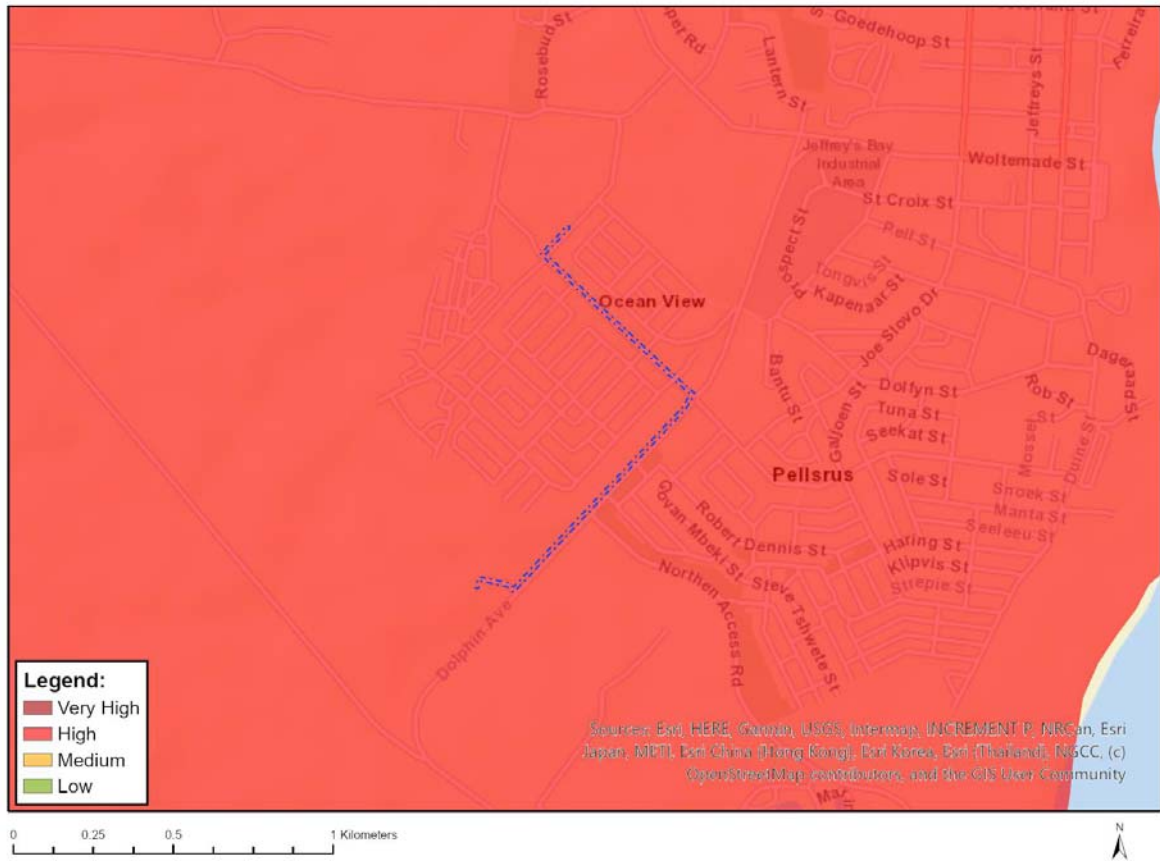 Rosebud St
pet Rd
Lantern St
Goedehoop St
Jeffreys St
Ferreira
Jeffrey's Bay
Industrial
Area
Woltemade St
St Croix St
Pell St
Prospect St
Tongvis St
Kapenaar St
Ocean View
Joe Slovo Dr
Bantu St
Galjoen St
Dolfyn St
Tuna St
Seekat St
Dageraad St
Rob St
Mossel St
Duine St
Pellsrus
Sole St
Snoek St
Manta St
Seeleeu St
Govan Mbeki St
Robert
Dennis St
Haring St
Klipvis St
Strepie St
Northen Access Rd
Steve Tshwete St
Dolphin Ave
Legend:
Very High
High
Medium
Low
Sources: Esri, HERE, Garmin, USGS, Intermap, INCREMENT P, NRCan, Esri
Japan, METI, Esri China (Hong Kong), Esri Korea, Esri (Thailand), NGCC, (c)
OpenStreetMap contributors, and the GIS User Community
0 0.25 0.5 1 Kilometers
N